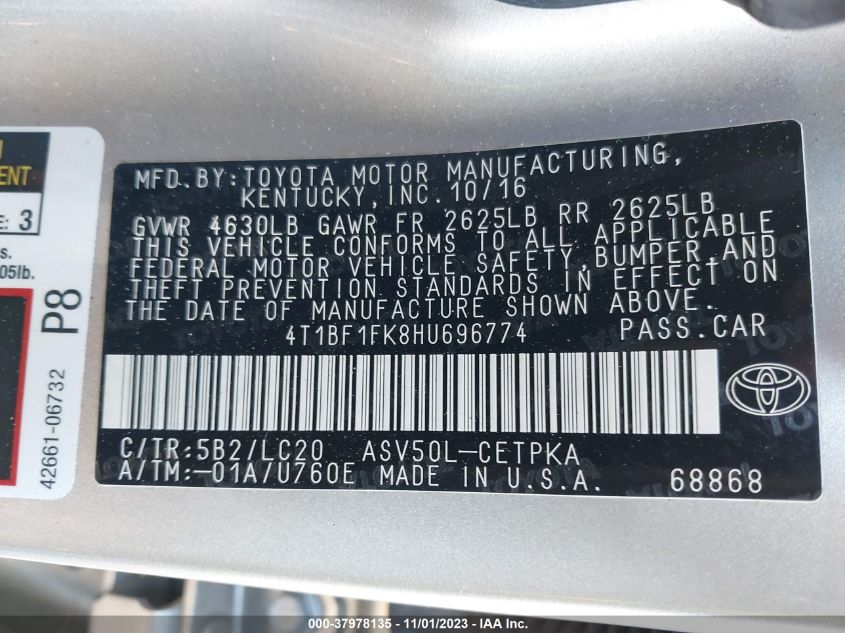 MFD.BY:TOYOTA MOTOR MANUFACTURING,
KENTUCKY,INC.10/16
GVWR 4630LB GAWR FR 2625LB RR 2625LB
THIS VEHICLE CONFORMS TO ALL APPLICABLE
FEDERAL MOTOR VEHICLE SAFETY,BUMPER,AND
THEFT PREVENTION STANDARDS IN EFFECT ON
THE DATE OF MANUFACTURE SHOWN ABOVE.
4T1BF1FK8HU696774 PASS.CAR
C/TR:5B2/LC20 ASV50L-CETPKA
A/TM:-01A/U760E MADE IN U.S.A. 68868
ENT
E: 3
s.
05lb.
P8
42661-06732
000-37978135 - 11/01/2023 - IAA Inc.